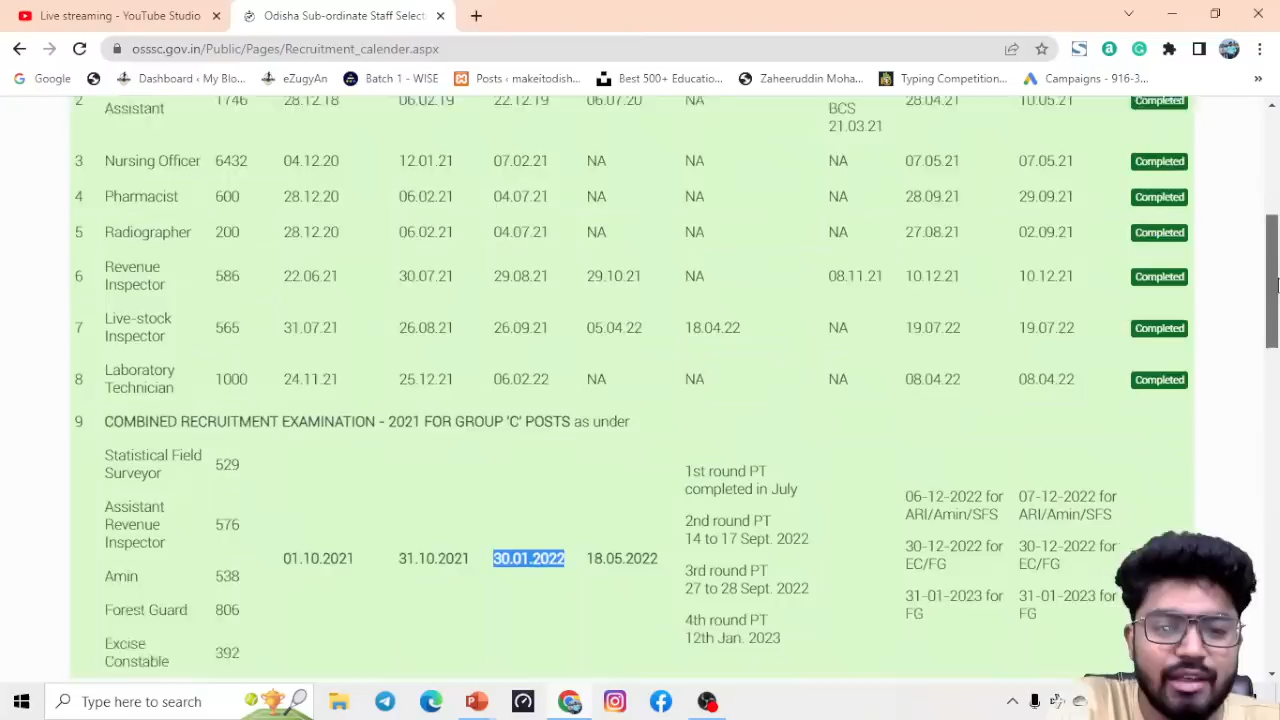 Live streaming - YouTube Studio
Odisha Sub-ordinate Staff Select
osssc.gov.in/Public/Pages/Recruitment_calender.aspx
Google
Dashboard ‹ My Blo...
eZugyAn
Batch 1 - WISE
Posts ‹ makeitodish...
Best 500+ Educatio...
Zaheeruddin Moha...
Typing Competition...
Campaigns - 916-3...
»
2 Assistant 1746 28.12.18 06.02.19 22.12.19 06.07.20 NA BCS 21.03.21 28.04.21 10.05.21 Completed
3 Nursing Officer 6432 04.12.20 12.01.21 07.02.21 NA NA NA 07.05.21 07.05.21 Completed
4 Pharmacist 600 28.12.20 06.02.21 04.07.21 NA NA NA 28.09.21 29.09.21 Completed
5 Radiographer 200 28.12.20 06.02.21 04.07.21 NA NA NA 27.08.21 02.09.21 Completed
Revenue
6 Inspector 586 22.06.21 30.07.21 29.08.21 29.10.21 NA 08.11.21 10.12.21 10.12.21 Completed
Live-stock
7 Inspector 565 31.07.21 26.08.21 26.09.21 05.04.22 18.04.22 NA 19.07.22 19.07.22 Completed
Laboratory
8 Technician 1000 24.11.21 25.12.21 06.02.22 NA NA NA 08.04.22 08.04.22 Completed
9 COMBINED RECRUITMENT EXAMINATION - 2021 FOR GROUP 'C' POSTS as under
Statistical Field
Surveyor
529
Assistant
Revenue
Inspector
576
Amin 538
Forest Guard 806
Excise
Constable
392
01.10.2021 31.10.2021 30.01.2022 18.05.2022
1st round PT
completed in July
2nd round PT
14 to 17 Sept. 2022
3rd round PT
27 to 28 Sept. 2022
4th round PT
12th Jan. 2023
06-12-2022 for
ARI/Amin/SFS
30-12-2022 for
EC/FG
31-01-2023 for
FG
07-12-2022 for
ARI/Amin/SFS
30-12-2022 for
EC/FG
31-01-2023 for
FG
Type here to search